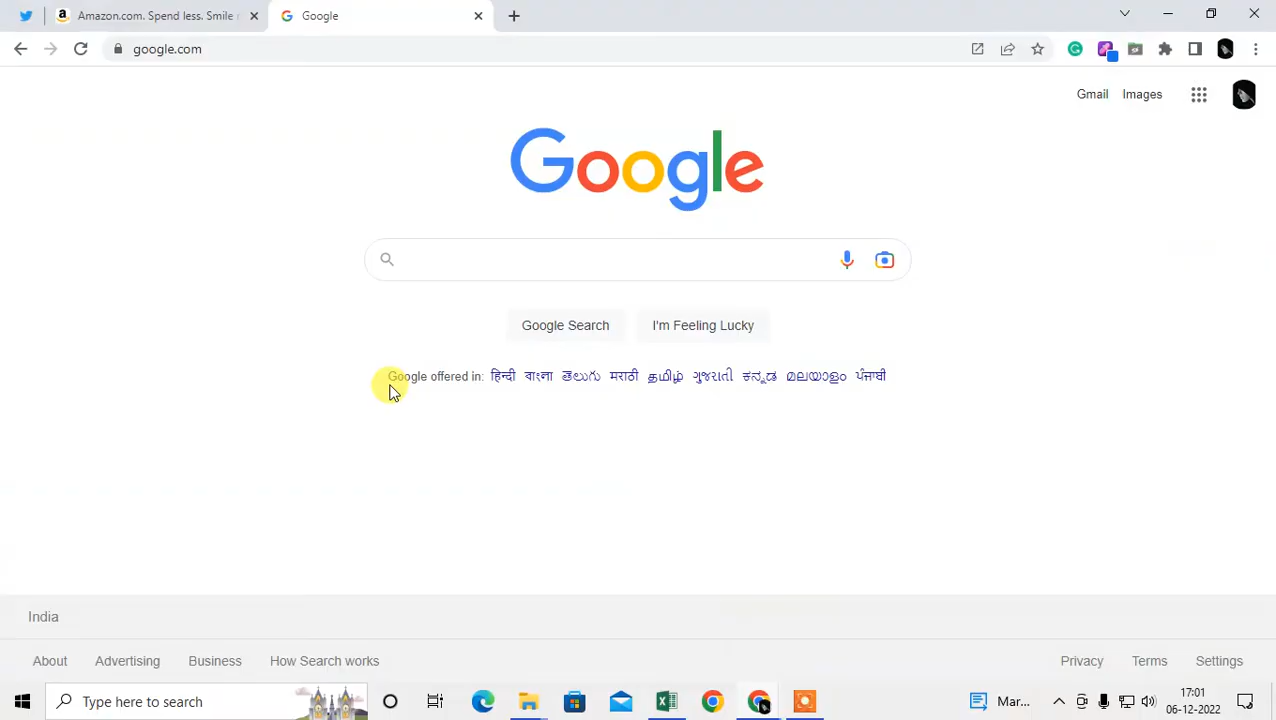 Amazon.com. Spend less. Smile
Google
google.com
Gmail Images
Google
Google Search I'm Feeling Lucky
Google offered in: हिन्दी বাংলা తెలుగు मराठी தமிழ் ગુજરાતી ಕನ್ನಡ മലയാളം ਪੰਜਾਬੀ
India
About Advertising Business How Search works Privacy Terms Settings
Type here to search Mar... 17:01
06-12-2022